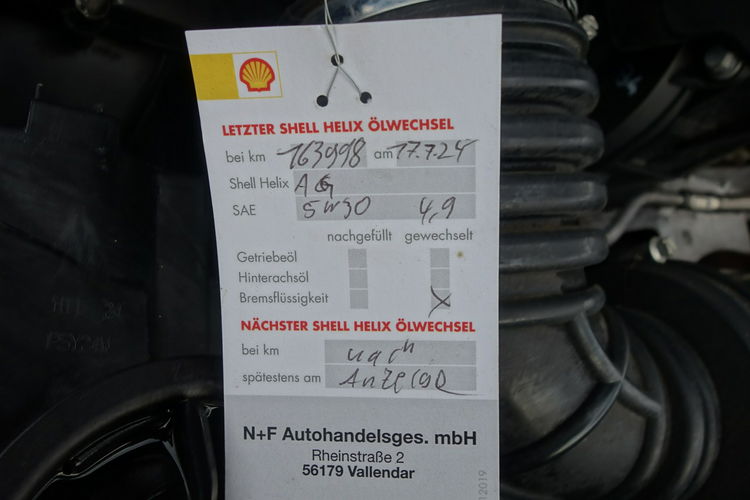 LETZTER SHELL HELIX ÖLWECHSEL
bei km 163998 am 17.7.24
Shell Helix AG
SAE 5W30 4,9
nachgefüllt gewechselt
Getriebeöl
Hinterachsöl
Bremsflüssigkeit X
NÄCHSTER SHELL HELIX ÖLWECHSEL
bei km nach
spätestens am Anzeige
N+F Autohandelsges. mbH
Rheinstraße 2
56179 Vallendar
12019